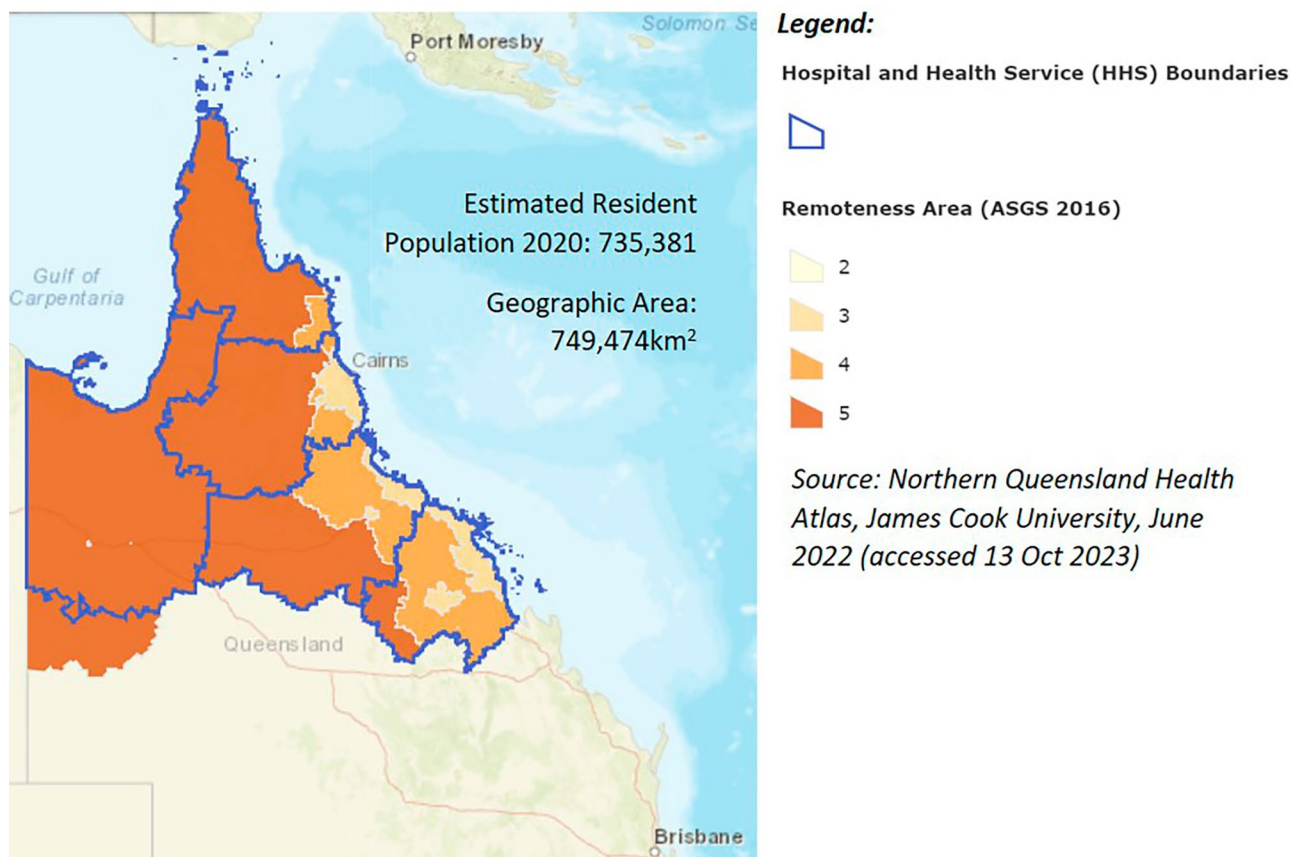 Solomon Se
Port Moresby
Estimated Resident
Population 2020: 735,381
Gulf of
Carpentaria
Geographic Area:
749,474km²
Cairns
Queensland
Brisbane
Legend:
Hospital and Health Service (HHS) Boundaries
Remoteness Area (ASGS 2016)
2
3
4
5
Source: Northern Queensland Health
Atlas, James Cook University, June
2022 (accessed 13 Oct 2023)